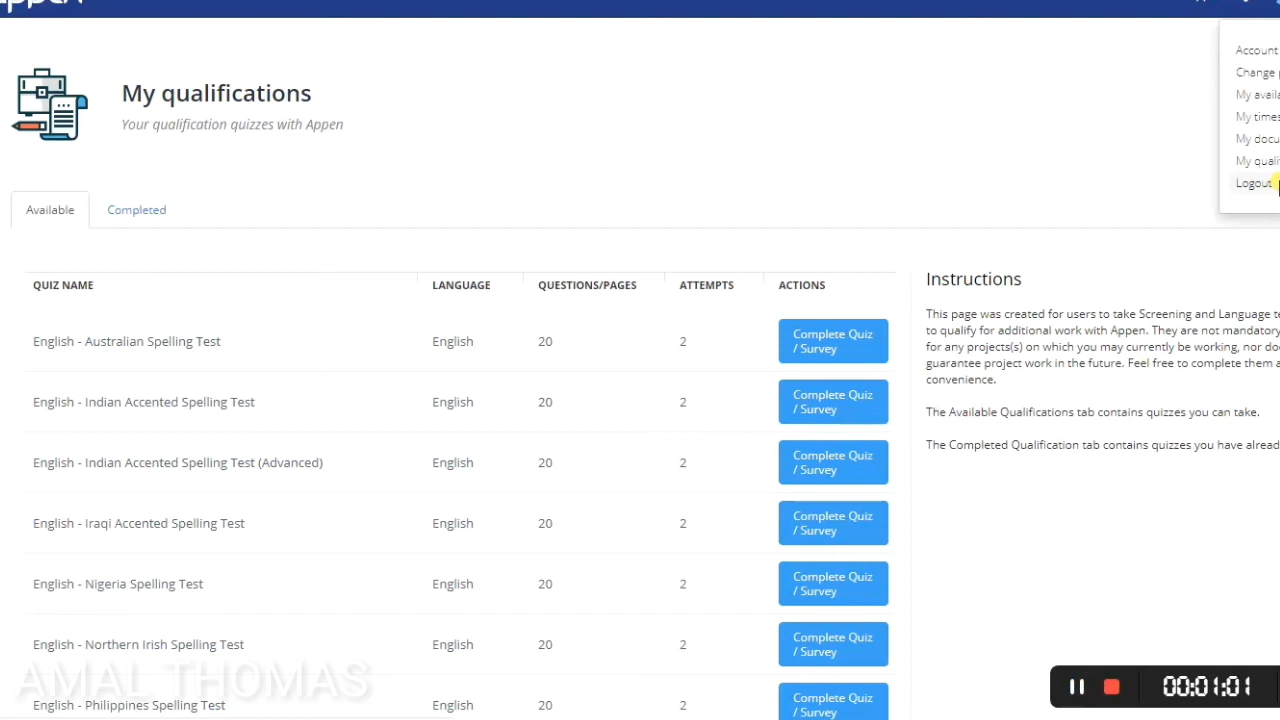 Account
Change
My
My
My
My
Logout
My qualifications
Your qualification quizzes with Appen
Available
Completed
QUIZ NAME
LANGUAGE
QUESTIONS/PAGES
ATTEMPTS
ACTIONS
English - Australian Spelling Test
English
20
2
Complete Quiz
/ Survey
English - Indian Accented Spelling Test
English
20
2
Complete Quiz
/ Survey
English - Indian Accented Spelling Test (Advanced)
English
20
2
Complete Quiz
/ Survey
English - Iraqi Accented Spelling Test
English
20
2
Complete Quiz
/ Survey
English - Nigeria Spelling Test
English
20
2
Complete Quiz
/ Survey
English - Northern Irish Spelling Test
English
20
2
Complete Quiz
/ Survey
English - Philippines Spelling Test
English
20
2
Complete Quiz
/ Survey
Instructions
This page was created for users to take Screening and Language
to qualify for additional work with Appen. They are not mandatory
for any projects(s) on which you may currently be working, nor
guarantee project work in the future. Feel free to complete them
convenience.
The Available Qualifications tab contains quizzes you can take.
The Completed Qualification tab contains quizzes you have
AMAL THOMAS
00:01:01